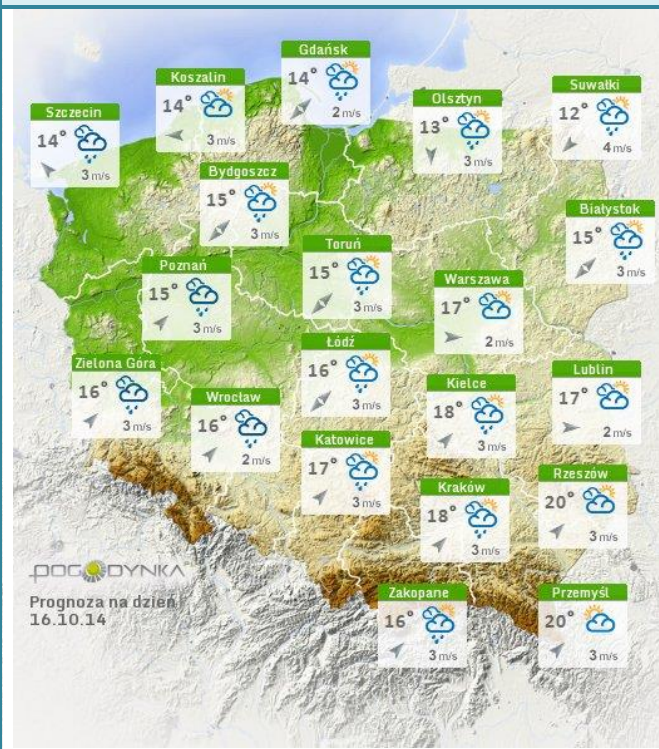 Gdańsk
14°
2 m/s
Koszalin
14°
3 m/s
Suwałki
12°
4 m/s
Olsztyn
13°
3 m/s
Szczecin
14°
3 m/s
Bydgoszcz
15°
3 m/s
Białystok
15°
3 m/s
Toruń
15°
3 m/s
Poznań
15°
3 m/s
Warszawa
17°
2 m/s
Łódź
16°
3 m/s
Zielona Góra
16°
3 m/s
Lublin
17°
2 m/s
Kielce
18°
3 m/s
Wrocław
16°
2 m/s
Katowice
17°
3 m/s
Rzeszów
20°
3 m/s
Kraków
18°
3 m/s
POGODYNKA
Prognoza na dzień
16.10.14
Zakopane
16°
3 m/s
Przemyśl
20°
3 m/s